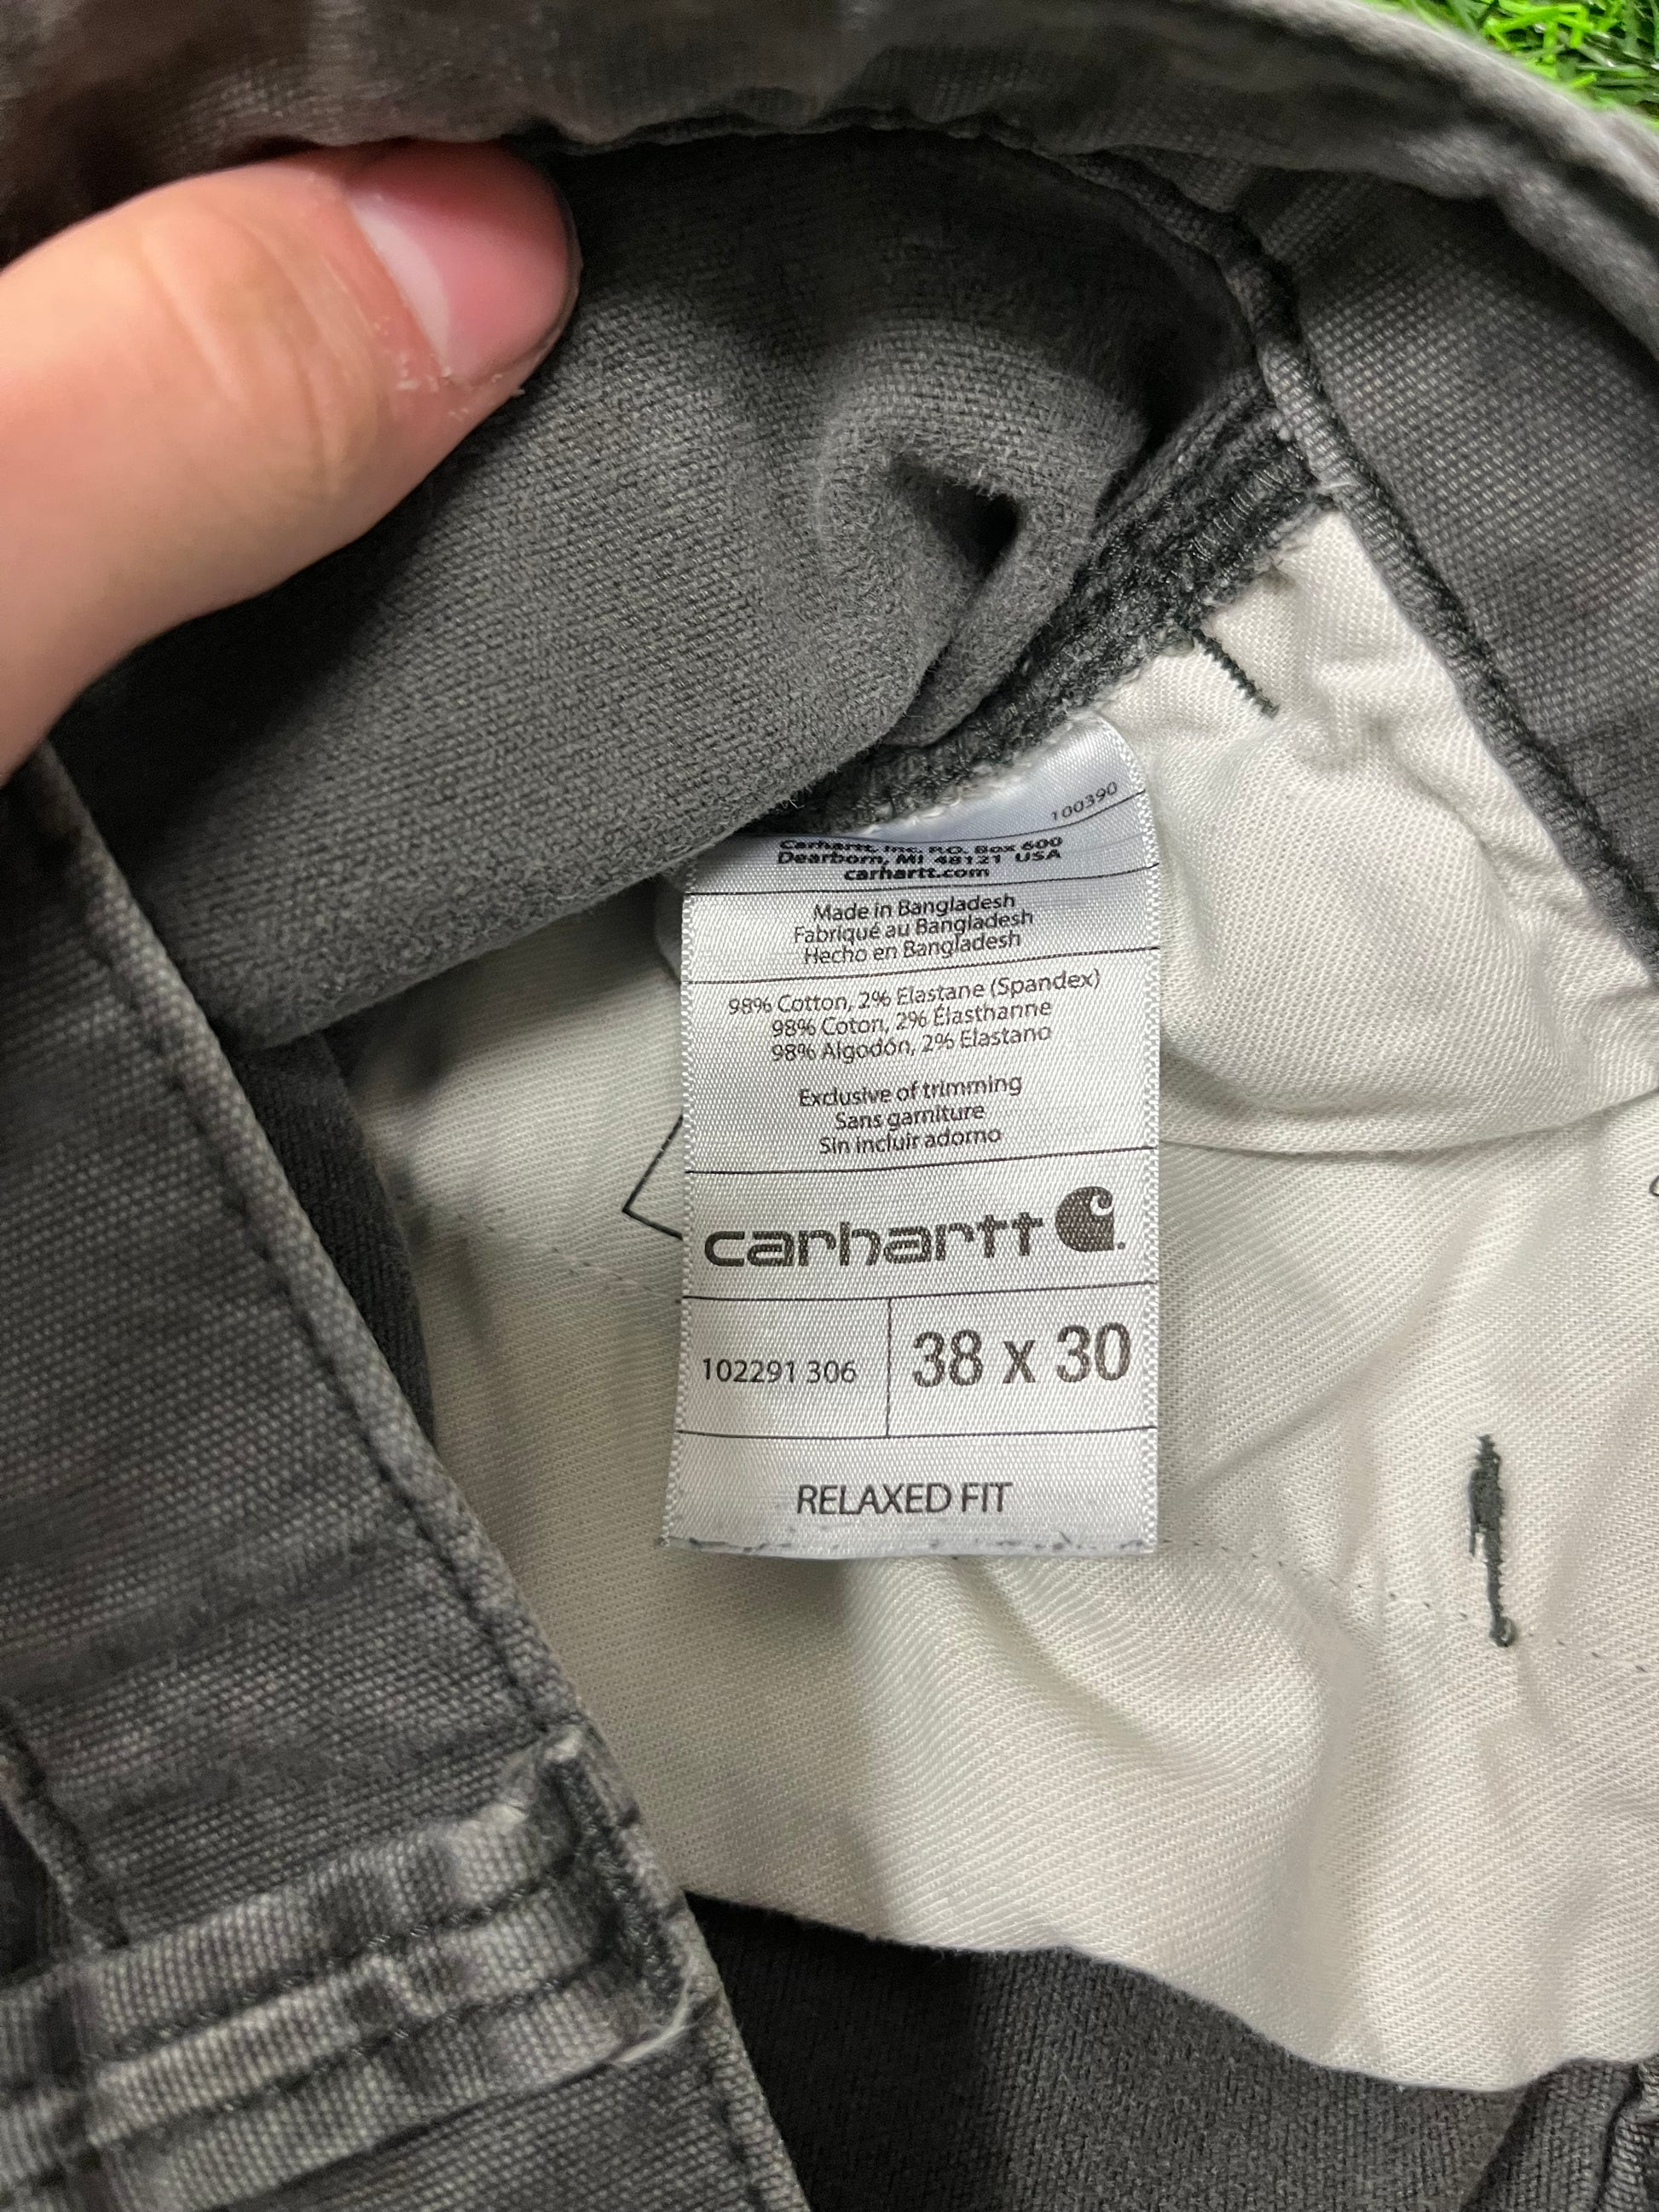 100390
Carhartt, Inc. P.O. Box 600
Dearborn, MI 48121 USA
carhartt.com
Made in Bangladesh
Fabriqué au Bangladesh
Hecho en Bangladesh
98% Cotton, 2% Elastane (Spandex)
98% Coton, 2% Élasthanne
98% Algodón, 2% Elastano
Exclusive of trimming
Sans garniture
Sin incluir adorno
carhartt
102291 306
38 x 30
RELAXED FIT